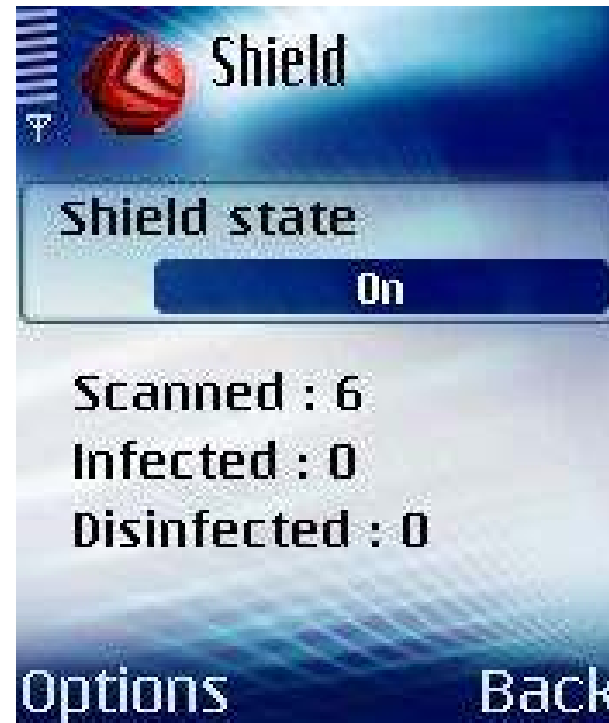 Shield
Shield state
On
Scanned : 6
Infected : 0
Disinfected : 0
Options Back